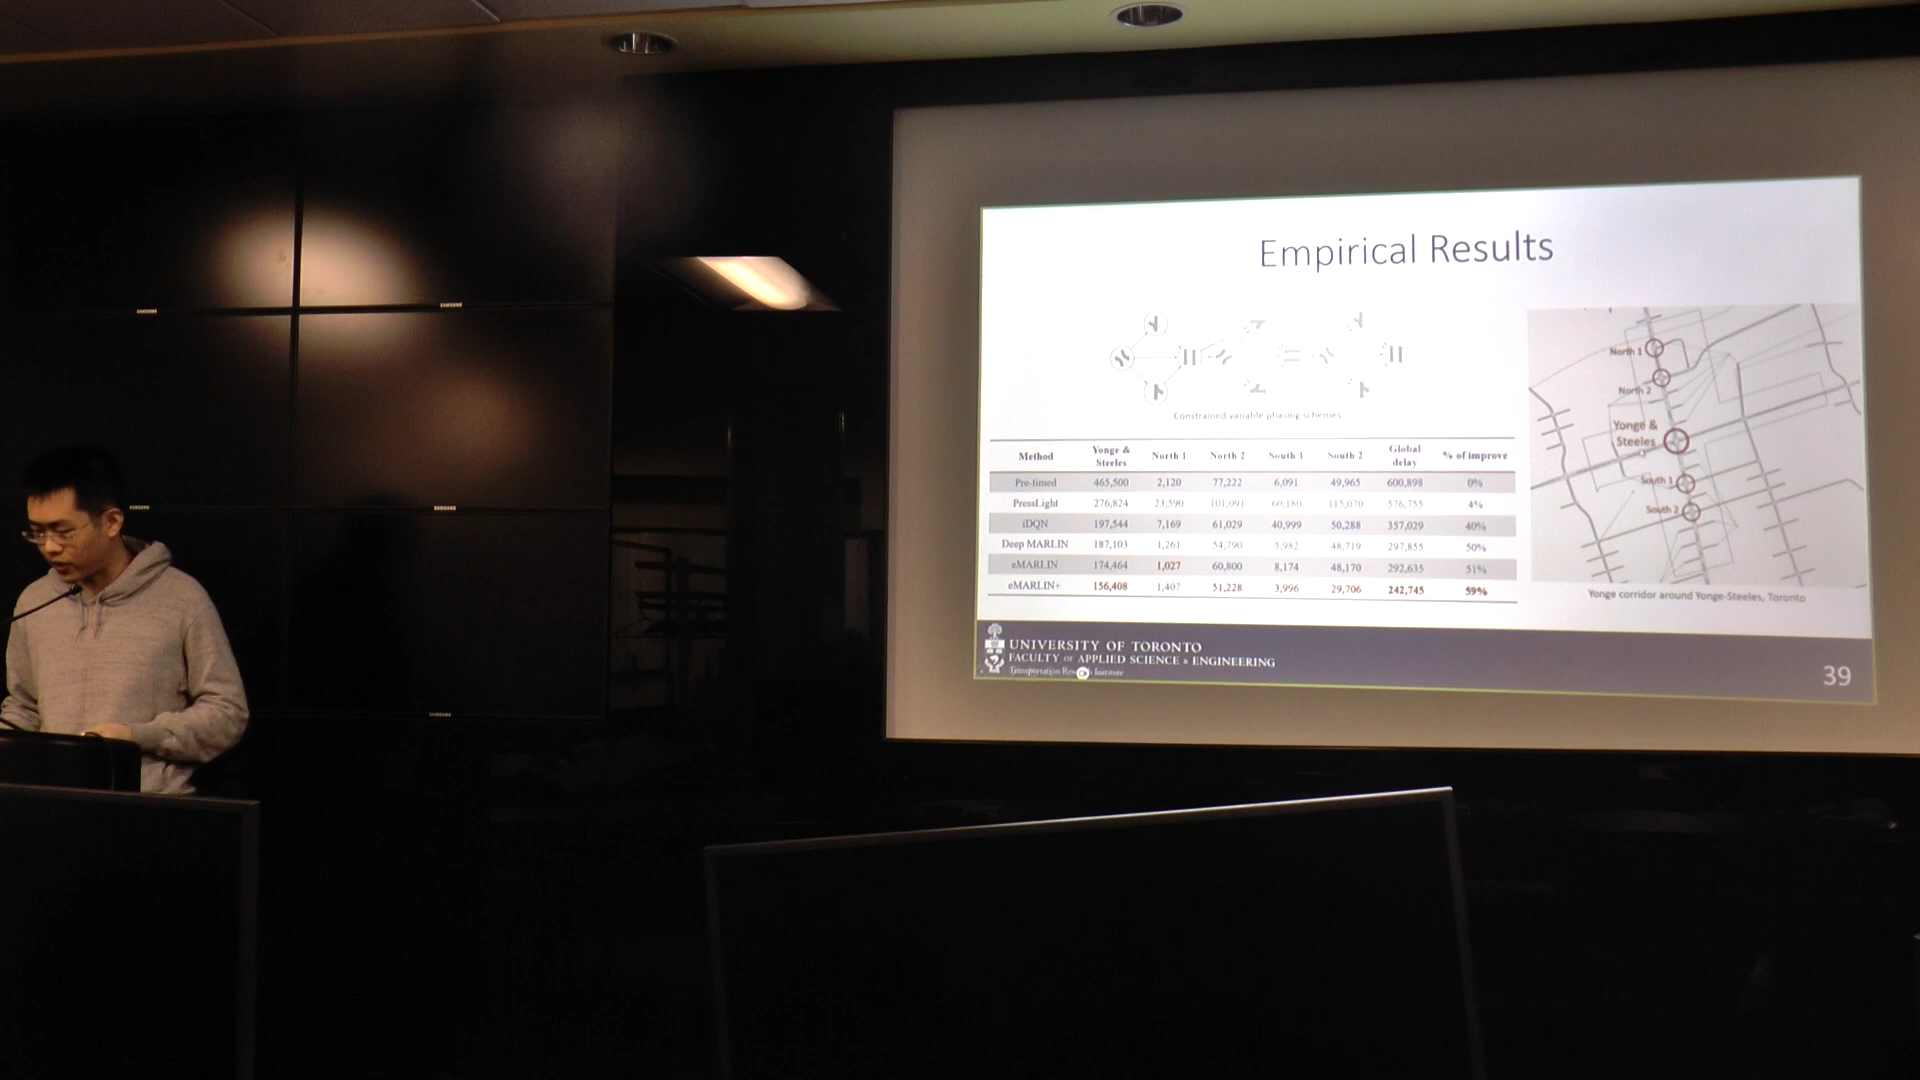 Empirical Results
Constrained variable phasing schemes
Method Yonge & Steeles North 1 North 2 South 1 South 2 Global delay % of improve
Pre-timed 465,500 2,120 77,222 6,091 49,965 600,898 0%
PressLight 276,824 23,590 101,091 60,180 115,070 576,755 4%
iDQN 197,544 7,169 61,029 40,999 50,288 357,029 40%
Deep MARLIN 187,103 1,261 54,790 5,982 48,719 297,855 50%
eMARLIN 174,464 1,027 60,800 8,174 48,170 292,635 51%
eMARLIN+ 156,408 1,407 51,228 3,996 29,706 242,745 59%
North 1
North 2
Yonge &
Steeles
South 1
South 2
Yonge corridor around Yonge-Steeles, Toronto
UNIVERSITY OF TORONTO
FACULTY OF APPLIED SCIENCE & ENGINEERING
Transportation Institute
39
SAMSUNG
SAMSUNG
SAMSUNG
SAMSUNG
SAMSUNG